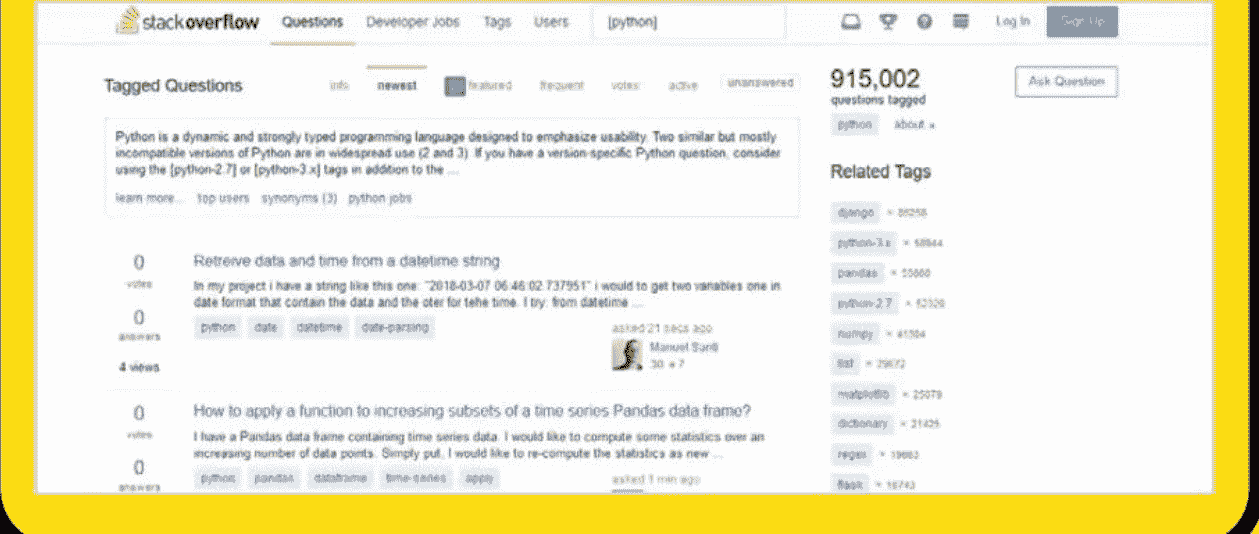 stackoverflow Questions Developer Jobs Tags Users [python] Log In Sign Up
Tagged Questions info newest featured frequent votes active unanswered
915,002
questions tagged
python about »
Ask Question
Python is a dynamic and strongly typed programming language designed to emphasize usability. Two similar but mostly
incompatible versions of Python are in widespread use (2 and 3). If you have a version-specific Python question, consider
using the [python-2.7] or [python-3.x] tags in addition to the ...
learn more... top users synonyms (3) python jobs
0
votes
0
answers
4 views
Retreive data and time from a datetime string
In my project i have a string like this one: "2018-03-07 06:46:02.737951" i would to get two variables one in
date format that contain the data and the oter for tehe time. I try: from datetime ...
python date datetime date-parsing
asked 21 secs ago
Manuel
0
votes
0
answers
How to apply a function to increasing subsets of a time series Pandas data frame?
I have a Pandas data frame containing time series data. I would like to compute some statistics over an
increasing number of data points. Simply put, I would like to re-compute the statistics as new ...
python pandas dataframe time-series apply
asked 1 min ago
Related Tags
django
python-3.x
pandas
python-2.7
numpy
list
matplotlib × 25079
dictionary × 21425
regex
flask